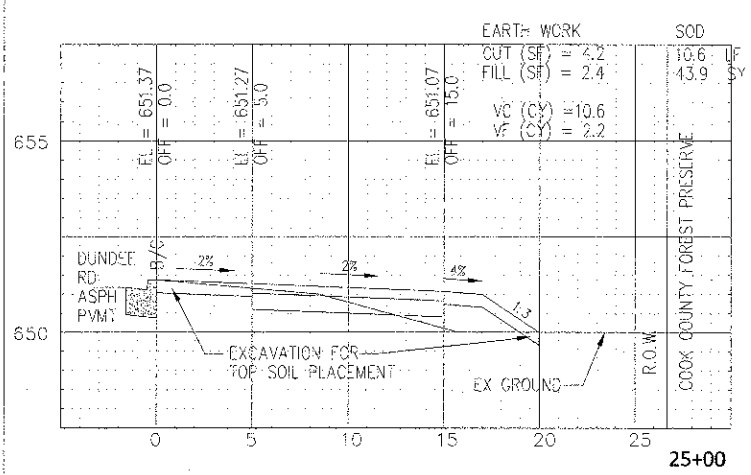 EARTH WORK
SOD
CUT (SF) = 4.2
10.6 LF
FILL (SF) = 2.4
43.9 SY
VC (CY) =10.6
VF (CY) = 2.2
EL = 651.37
OFF = 0.0
EL = 651.27
OFF = 5.0
EL = 651.07
OFF = 15.0
655
650
B/C
2%
2%
4%
1:3
DUNDEE
RD
ASPH
PVMT
EXCAVATION FOR
TOP SOIL PLACEMENT
EX GROUND
R.O.W.
COOK COUNTY FOREST PRESERVE
0
5
10
15
20
25
25+00